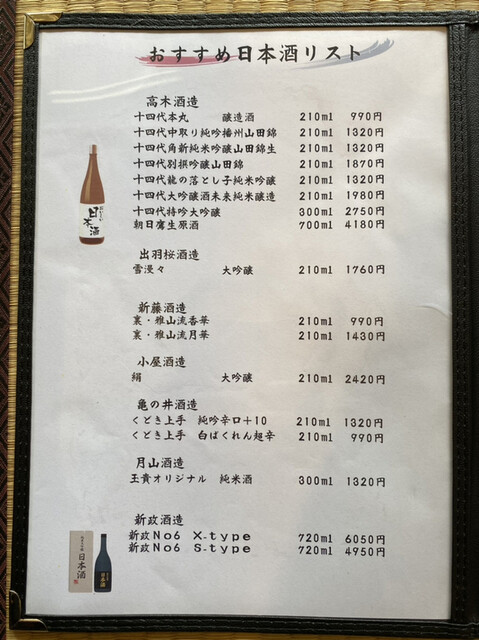 おすすめ日本酒リスト
高木酒造
十四代本丸 醸造酒 210ml 990円
十四代中取り純吟播州山田錦 210ml 1320円
十四代角新純米吟醸山田錦生 210ml 1320円
十四代別撰吟醸山田錦 210ml 1870円
十四代龍の落とし子純米吟醸 210ml 1320円
十四代大吟醸酒未来純米醸造 210ml 1980円
十四代特吟大吟醸 300ml 2750円
朝日鷹生原酒 700ml 4180円
出羽桜酒造
雪漫々 大吟醸 210ml 1760円
新藤酒造
裏・雅山流香華 210ml 990円
裏・雅山流月華 210ml 1430円
小屋酒造
絹 大吟醸 210ml 2420円
亀の井酒造
くどき上手 純吟辛口+10 210ml 1320円
くどき上手 白ばくれん超辛 210ml 990円
月山酒造
玉貴オリジナル 純米酒 300ml 1320円
新政酒造
新政No6 X-type 720ml 6050円
新政No6 S-type 720ml 4950円
日本酒
日本酒